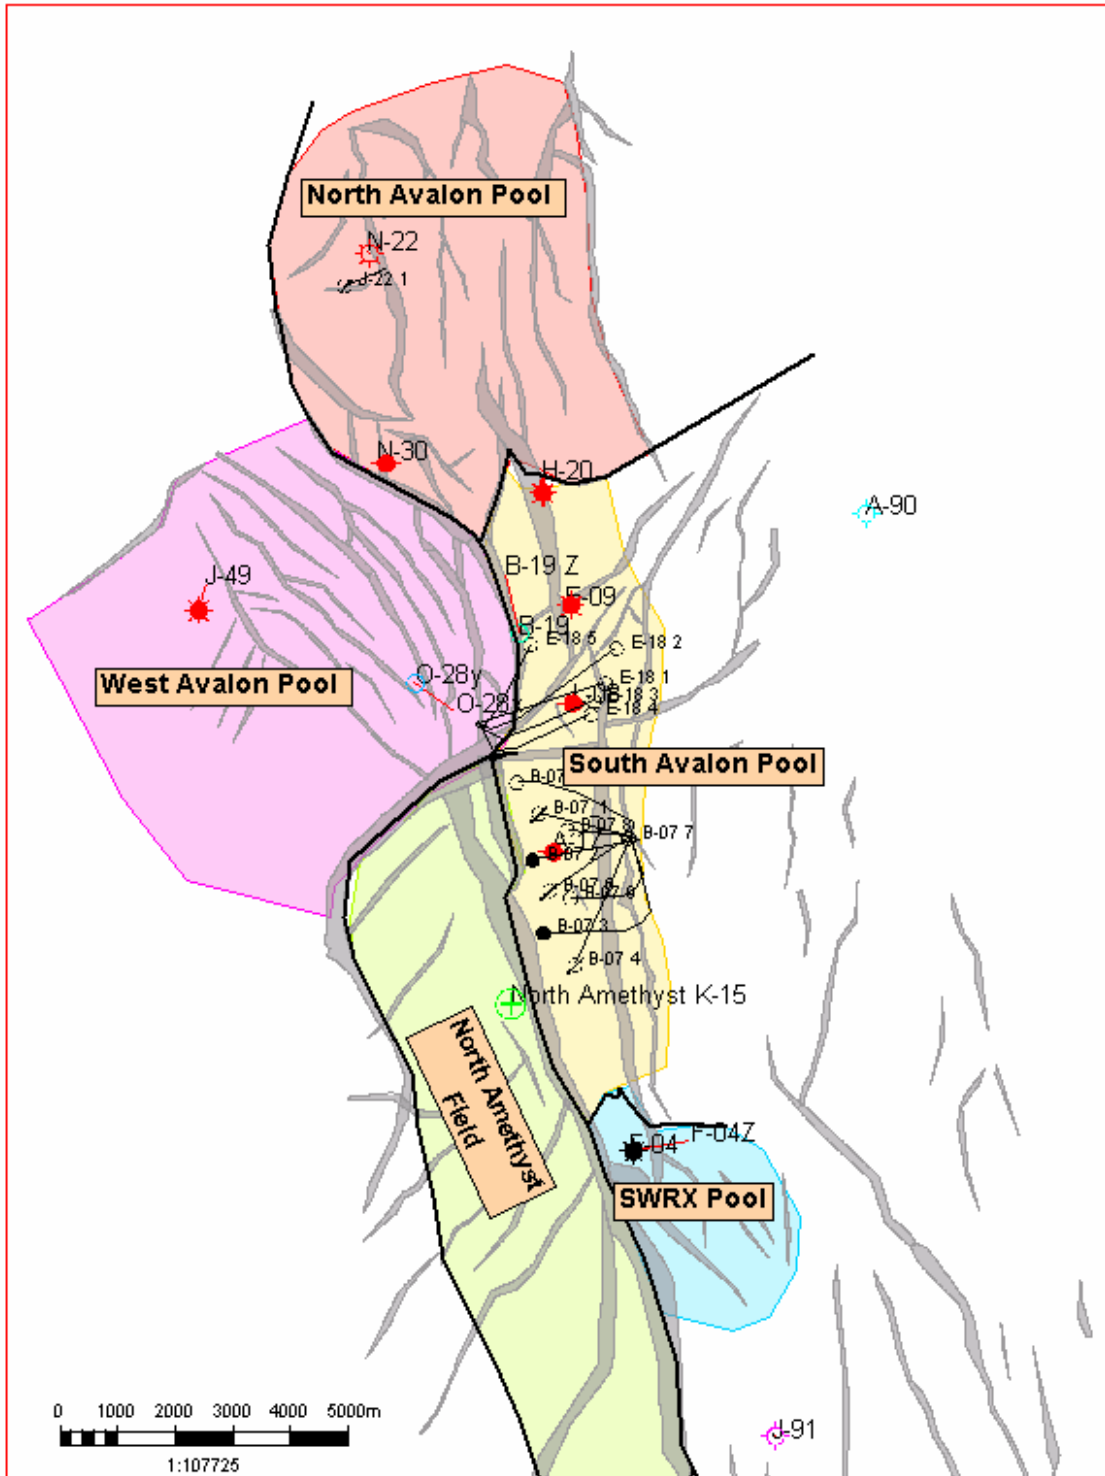 North Avalon Pool
N-22
J-22 1
N-30
H-20
A-90
B-19 Z
J-49
E-09
B-19
E-18 5
E-18 2
O-28y
West Avalon Pool
E-18 1
O-28
E-18 3
E-18 4
South Avalon Pool
B-07
B-07 1
B-07 7
B-07 3
B-07 4
North Amethyst K-15
North Amethyst
Field
F-04Z
F-04
SWRX Pool
0 1000 2000 3000 4000 5000m
1:107725
J-91